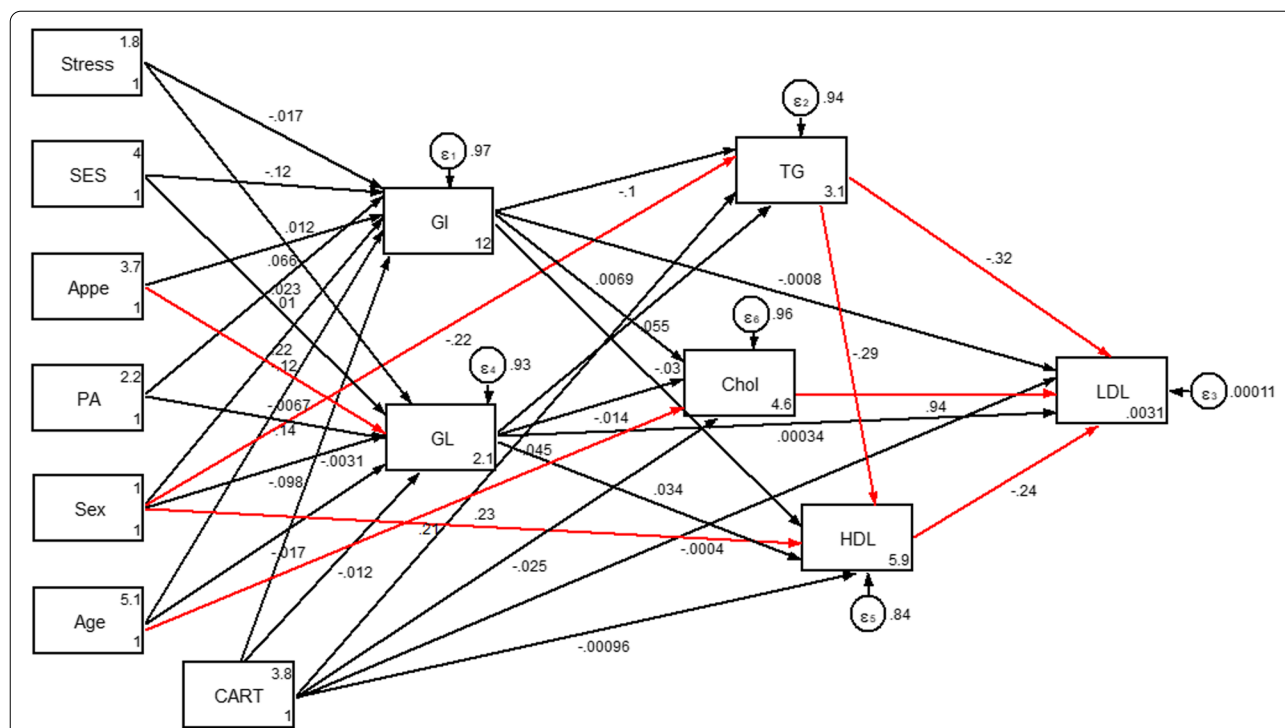 1.8
Stress
1
-.017
ε2 .94
TG
3.1
ε1 .97
4
SES
1
-.12
-.1
GI
12
.012
.066
3.7
Appe
1
.023
.01
.0069
-.0008
-.32
.055
ε6 .96
-.22
-.29
.22
.12
ε4 .93
2.2
PA
1
-.03
Chol
4.6
LDL
.0031
ε3 .00011
-.0067
.14
GL
2.1
-.014
.94
.00034
-.0031
.045
-.098
1
Sex
1
.034
-.24
.23
.21
HDL
5.9
-.017
-.012
-.025
-.0004
5.1
Age
1
ε5 .84
-.00096
3.8
CART
1